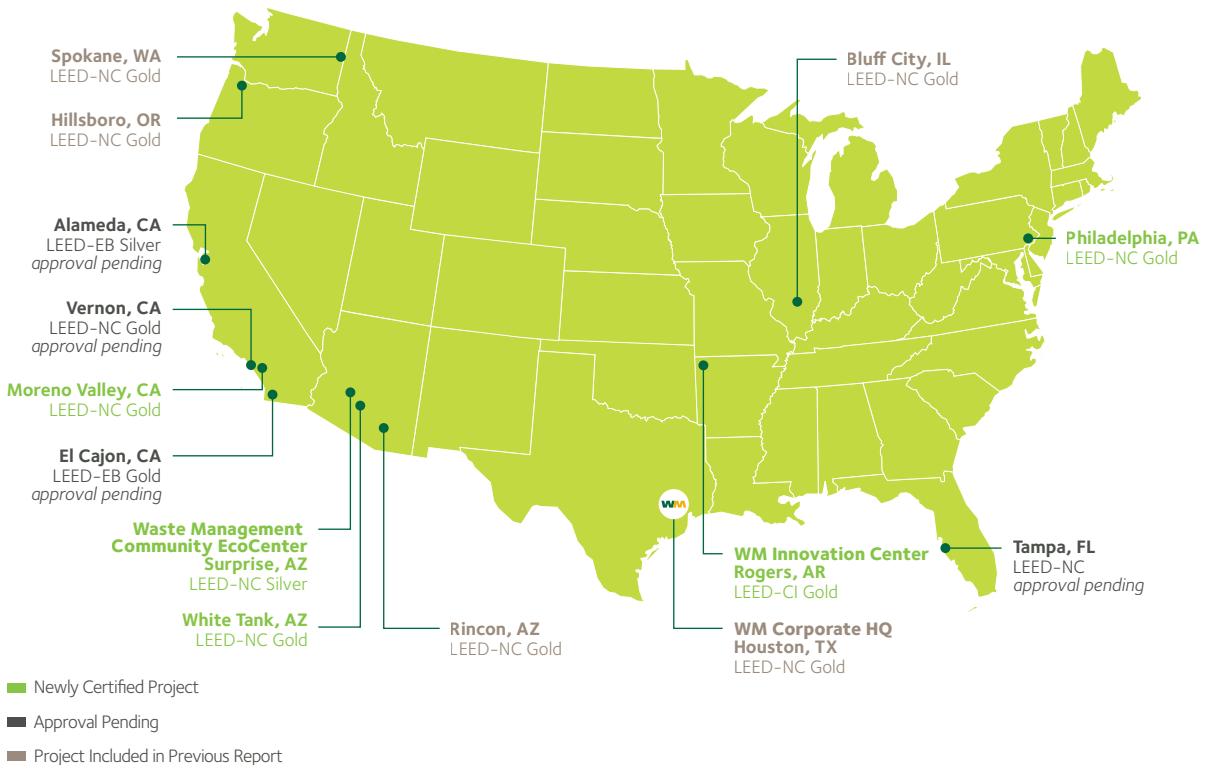 Spokane, WA
LEED-NC Gold
Hillsboro, OR
LEED-NC Gold
Alameda, CA
LEED-EB Silver
approval pending
Vernon, CA
LEED-NC Gold
approval pending
Moreno Valley, CA
LEED-NC Gold
El Cajon, CA
LEED-EB Gold
approval pending
Waste Management
Community EcoCenter
Surprise, AZ
LEED-NC Silver
White Tank, AZ
LEED-NC Gold
Rincon, AZ
LEED-NC Gold
WM
WM Corporate HQ
Houston, TX
LEED-NC Gold
WM Innovation Center
Rogers, AR
LEED-CI Gold
Tampa, FL
LEED-NC
approval pending
Philadelphia, PA
LEED-NC Gold
Bluff City, IL
LEED-NC Gold
Newly Certified Project
Approval Pending
Project Included in Previous Report